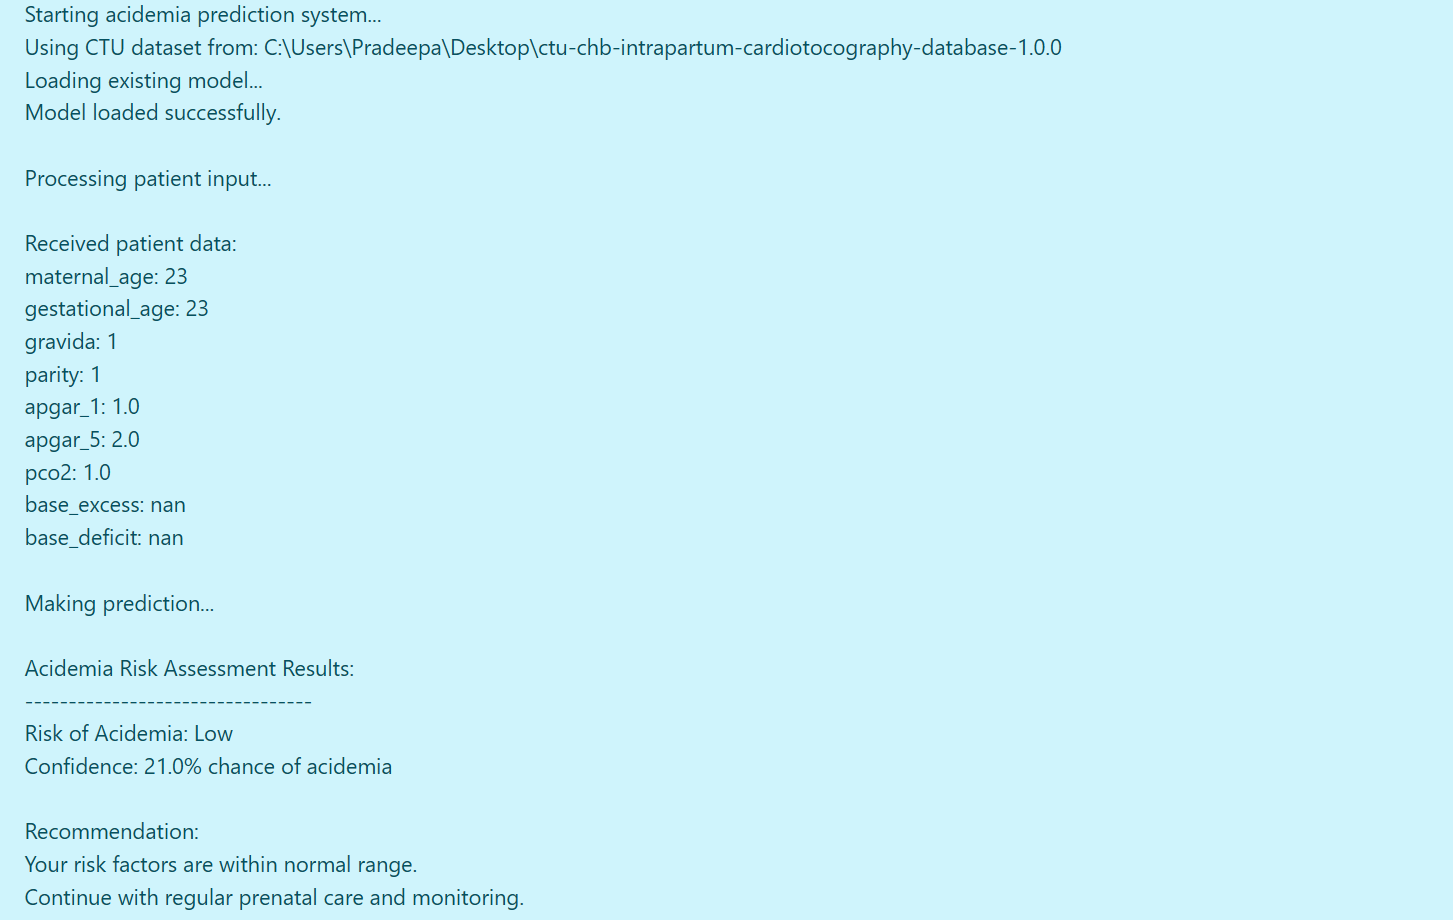 Starting acidemia prediction system...
Using CTU dataset from: C:\Users\Pradeepa\Desktop\ctu-chb-intrapartum-cardiotocography-database-1.0.0
Loading existing model...
Model loaded successfully.
Processing patient input...
Received patient data:
maternal_age: 23
gestational_age: 23
gravida: 1
parity: 1
apgar_1: 1.0
apgar_5: 2.0
pco2: 1.0
base_excess: nan
base_deficit: nan
Making prediction...
Acidemia Risk Assessment Results:
---------------------------------
Risk of Acidemia: Low
Confidence: 21.0% chance of acidemia
Recommendation:
Your risk factors are within normal range.
Continue with regular prenatal care and monitoring.